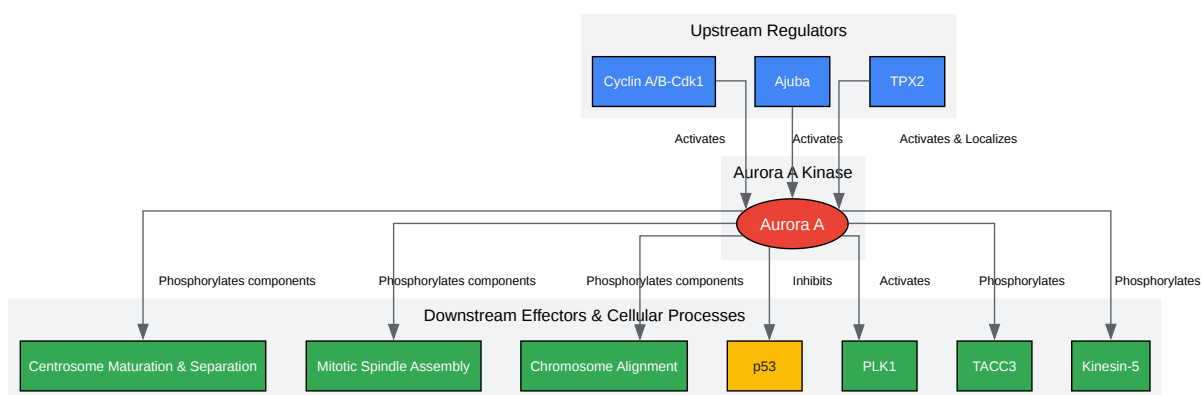 Upstream Regulators
Cyclin A/B-Cdk1
Ajuba
TPX2
Activates
Activates
Activates & Localizes
Aurora A Kinase
Aurora A
Phosphorylates components
Phosphorylates components
Phosphorylates components
Inhibits
Activates
Phosphorylates
Phosphorylates
Downstream Effectors & Cellular Processes
Centrosome Maturation & Separation
Mitotic Spindle Assembly
Chromosome Alignment
p53
PLK1
TACC3
Kinesin-5